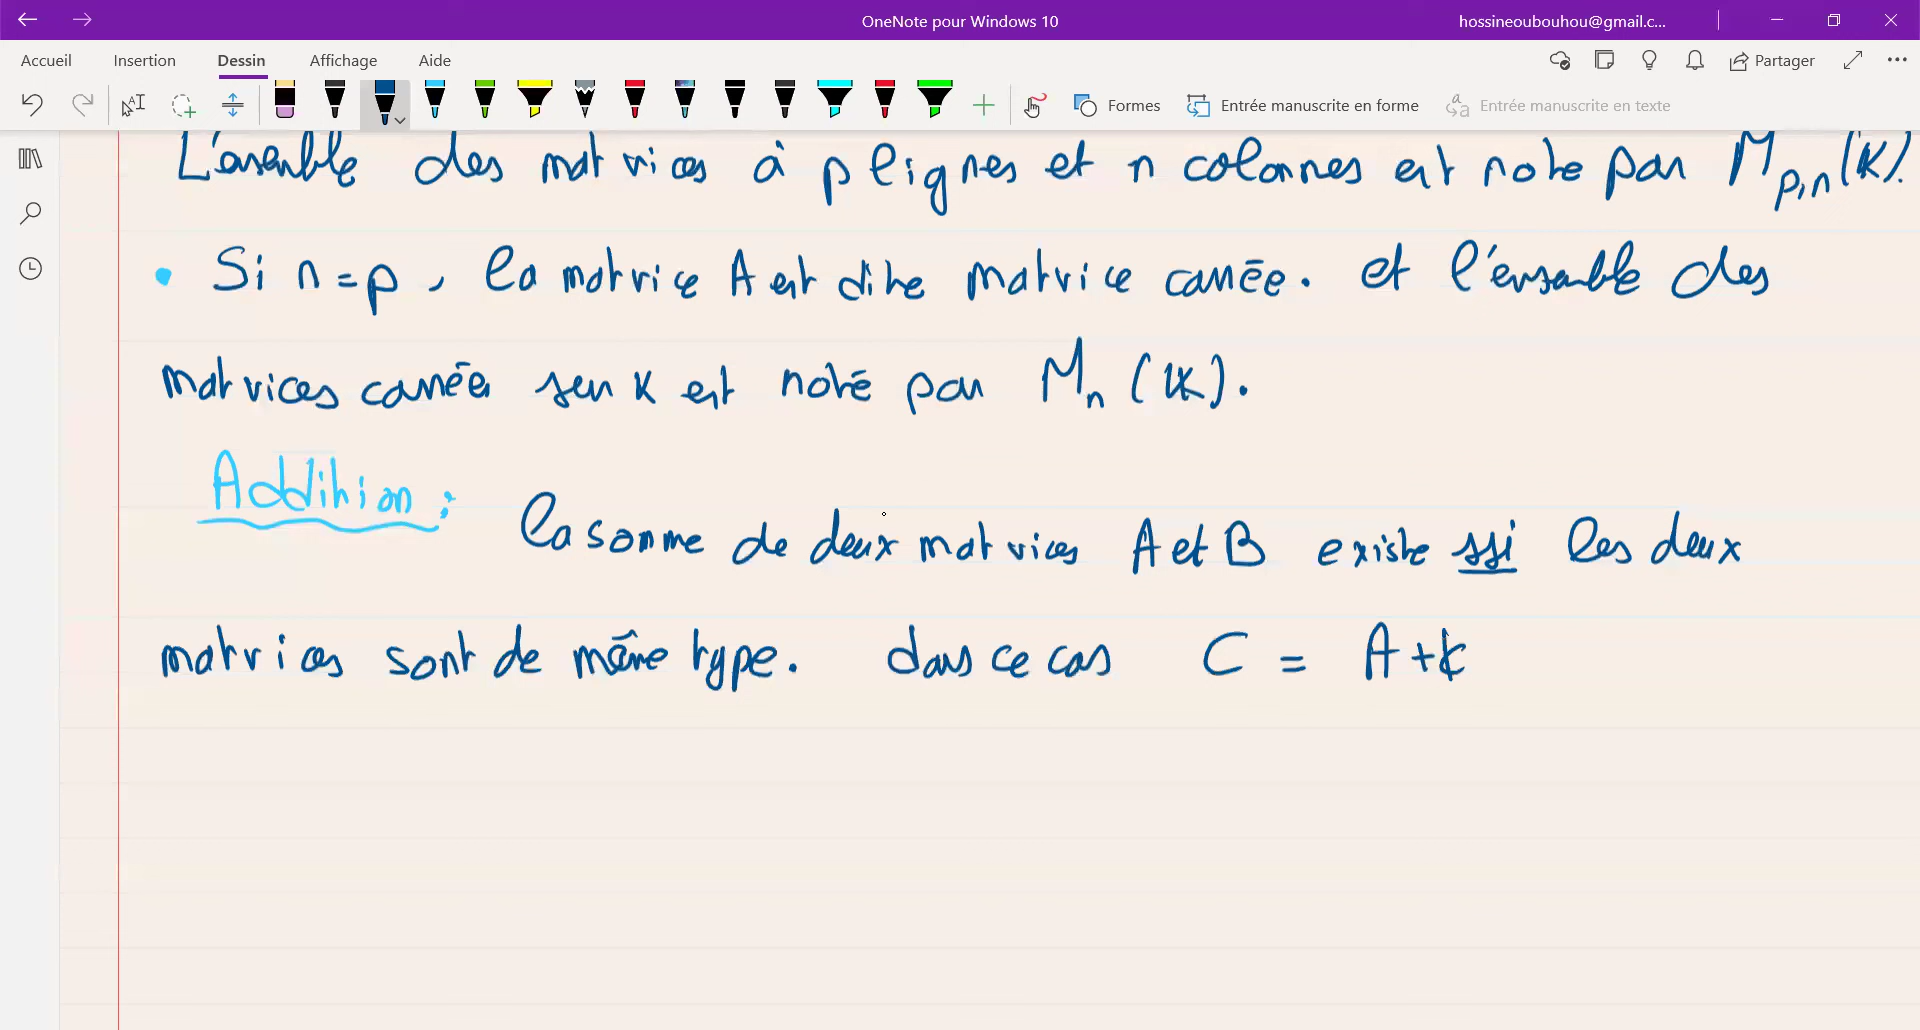 OneNote pour Windows 10
hossineoubouhou@gmail.c...
Accueil Insertion Dessin Affichage Aide
Partager
Formes
Entrée manuscrite en forme
Entrée manuscrite en texte
L'ensemble des matrices à p lignes et n colonnes est note par M p,n (K).
• Si n = p , la matrice A est dite matrice carrée. et l'ensemble des
matrices carrée sur K est noté par Mn (K).
Addition : la somme de deux matrices A et B existe ssi les deux
matrices sont de même type. dans ce cas C = A +